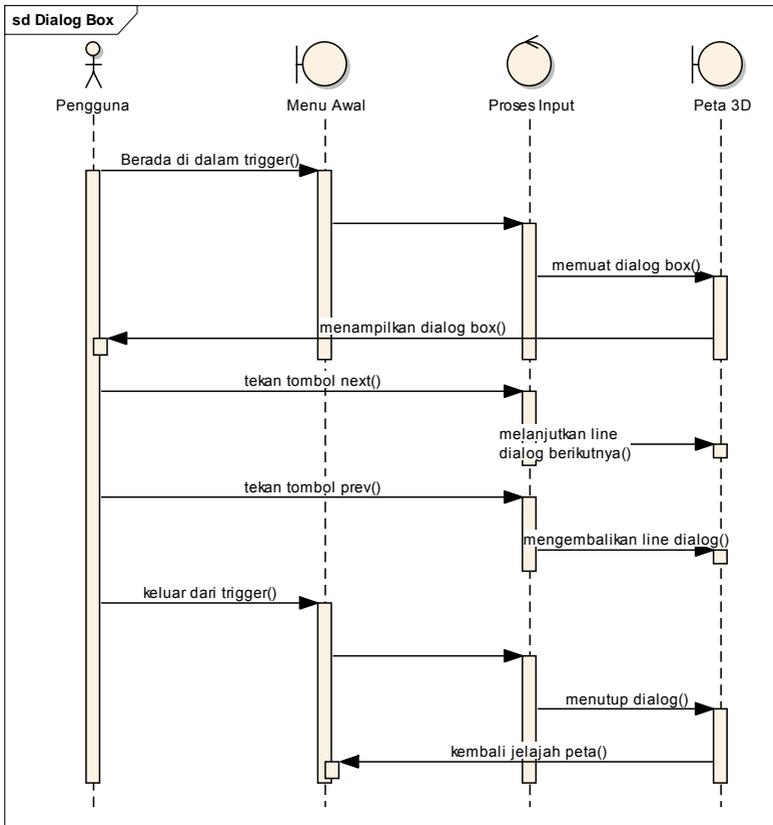 sd Dialog Box
Pengguna
Menu Awal
Proses Input
Peta 3D
Berada di dalam trigger()
memuat dialog box()
menampilkan dialog box()
tekan tombol next()
melanjutkan line
dialog berikutnya()
tekan tombol prev()
mengembalikan line dialog()
keluar dari trigger()
menutup dialog()
kembali jelajah peta()